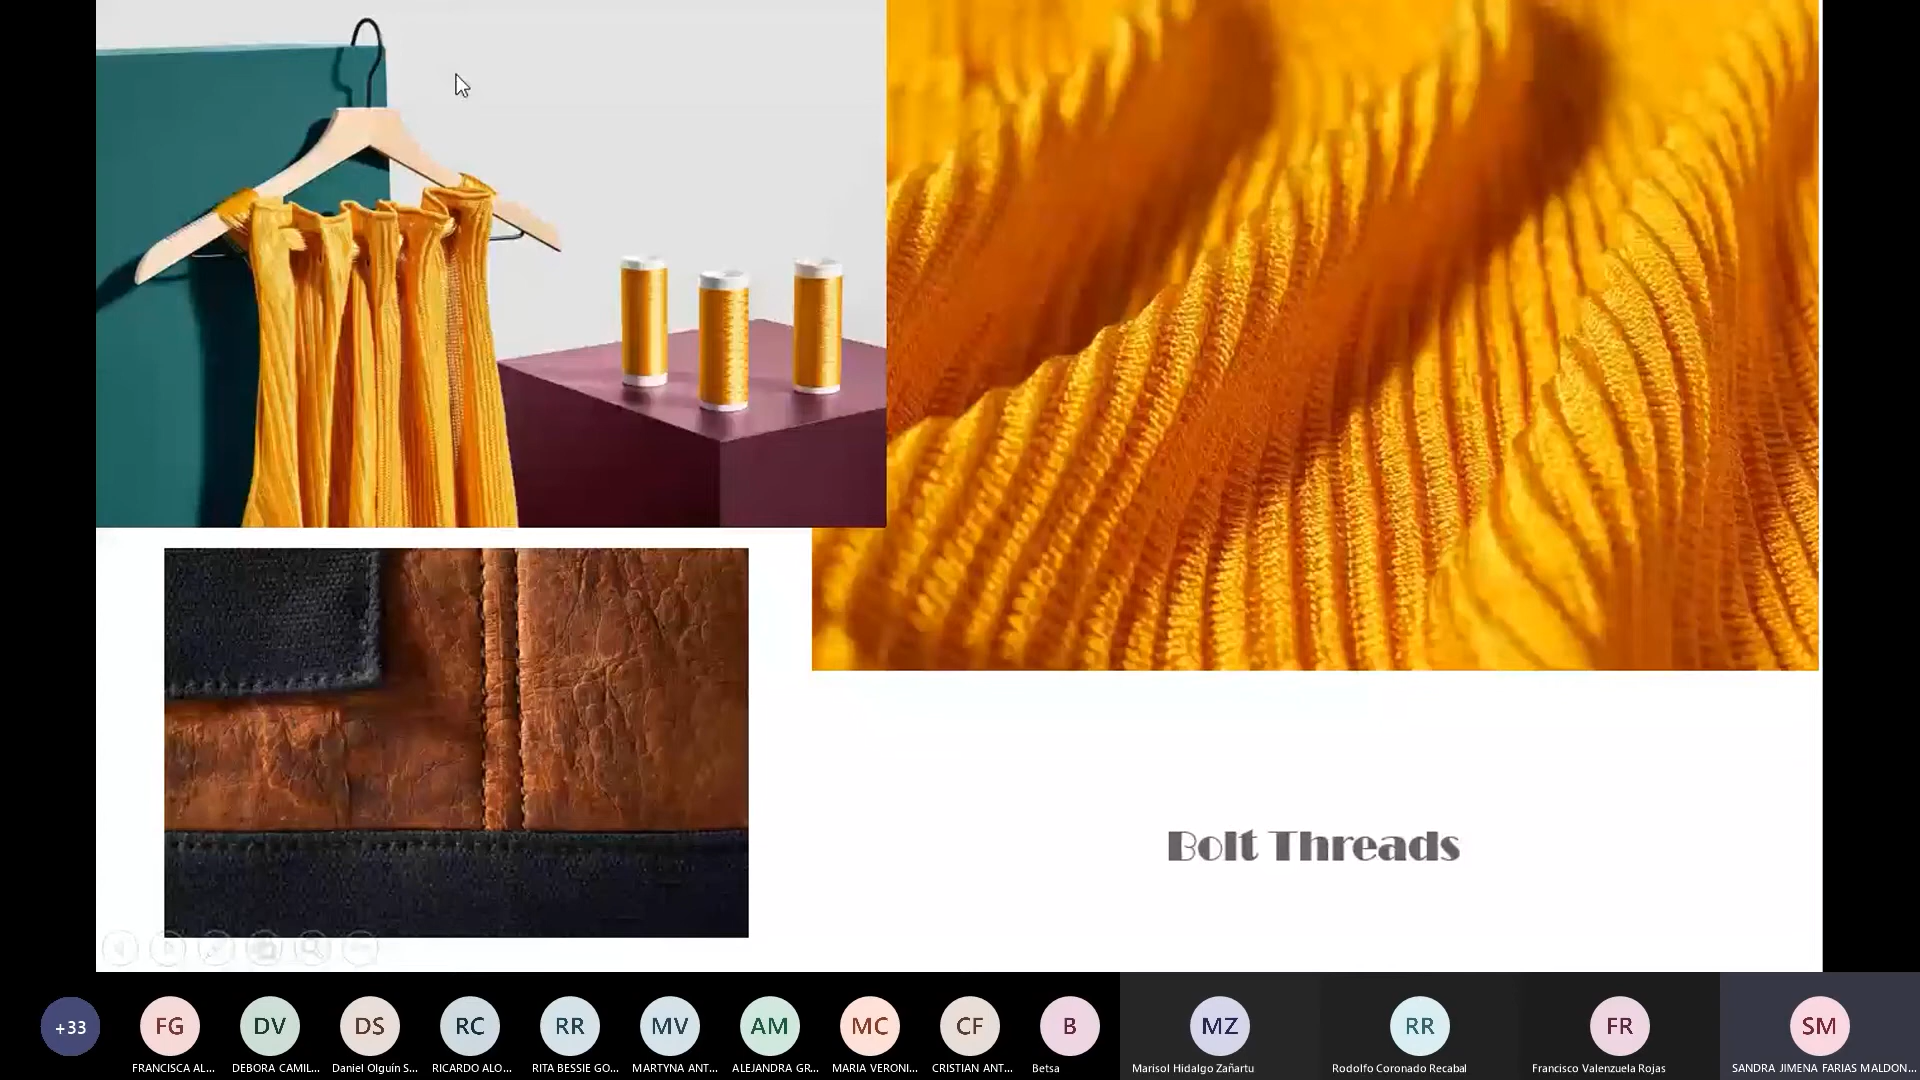 Bolt Threads
+33
FG
DV
DS
RC
RR
MV
AM
MC
CF
B
MZ
RR
FR
SM
FRANCISCA AL...
DEBORA CAMIL...
Daniel Olguín S...
RICARDO ALO...
RITA BESSIE GO...
MARTYNA ANT...
ALEJANDRA GR...
MARIA VERONI...
CRISTIAN ANT...
Betsa
Marisol Hidalgo Zañartu
Rodolfo Coronado Recabal
Francisco Valenzuela Rojas
SANDRA JIMENA FARIAS MALDON...